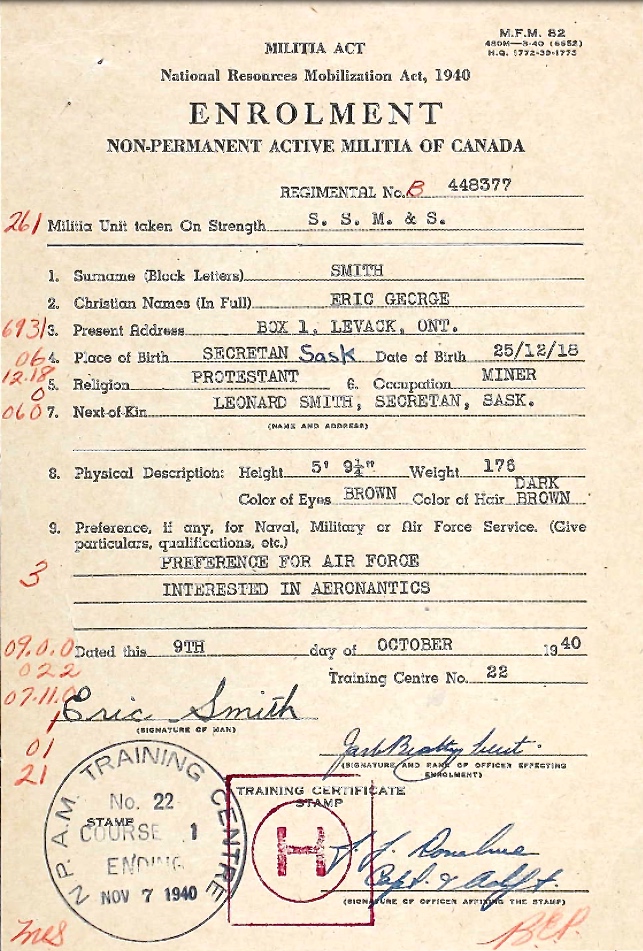 M.F.M. 82
480M—8-40 (6652)
H.Q. 1772-39-1773
MILITIA ACT
National Resources Mobilization Act, 1940
ENROLMENT
NON-PERMANENT ACTIVE MILITIA OF CANADA
REGIMENTAL No. B 448377
261 Militia Unit taken On Strength S. S. M. & S.
1. Surname (Block Letters) SMITH
2. Christian Names (In Full) ERIC GEORGE
693/ 3. Present Address BOX 1, LEVACK, ONT.
06 4. Place of Birth SECRETAN Sask Date of Birth 25/12/18
12.18
0 5. Religion PROTESTANT 6. Occupation MINER
060 7. Next-of-Kin LEONARD SMITH, SECRETAN, SASK.
(NAME AND ADDRESS)
8. Physical Description: Height 5' 9¼" Weight 176
Color of Eyes BROWN Color of Hair DARK BROWN
9. Preference, if any, for Naval, Military or Air Force Service. (Give
particulars, qualifications, etc.)
PREFERENCE FOR AIR FORCE
3 INTERESTED IN AERONANTICS
09.0.0 Dated this 9TH day of OCTOBER 1940
022 Training Centre No. 22
07.11.0
1 Eric Smith
(SIGNATURE OF MAN)
01
21
(SIGNATURE AND RANK OF OFFICER EFFECTING
ENROLMENT)
N.P.A.M. TRAINING CENTRE
No. 22
STAMP
COURSE 1
ENDING
NOV 7 1940
TRAINING CERTIFICATE
STAMP
H
Capt. & Adjt.
(SIGNATURE OF OFFICER AFFIXING THE STAMP)